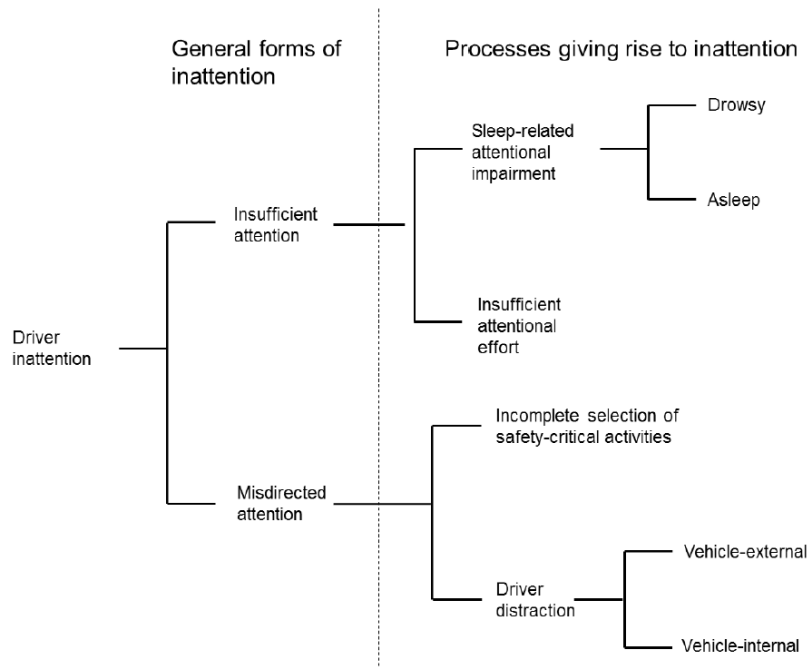 General forms of
inattention
Processes giving rise to inattention
Drowsy
Sleep-related
attentional
impairment
Asleep
Insufficient
attention
Insufficient
attentional
effort
Driver
inattention
Incomplete selection of
safety-critical activities
Misdirected
attention
Vehicle-external
Driver
distraction
Vehicle-internal